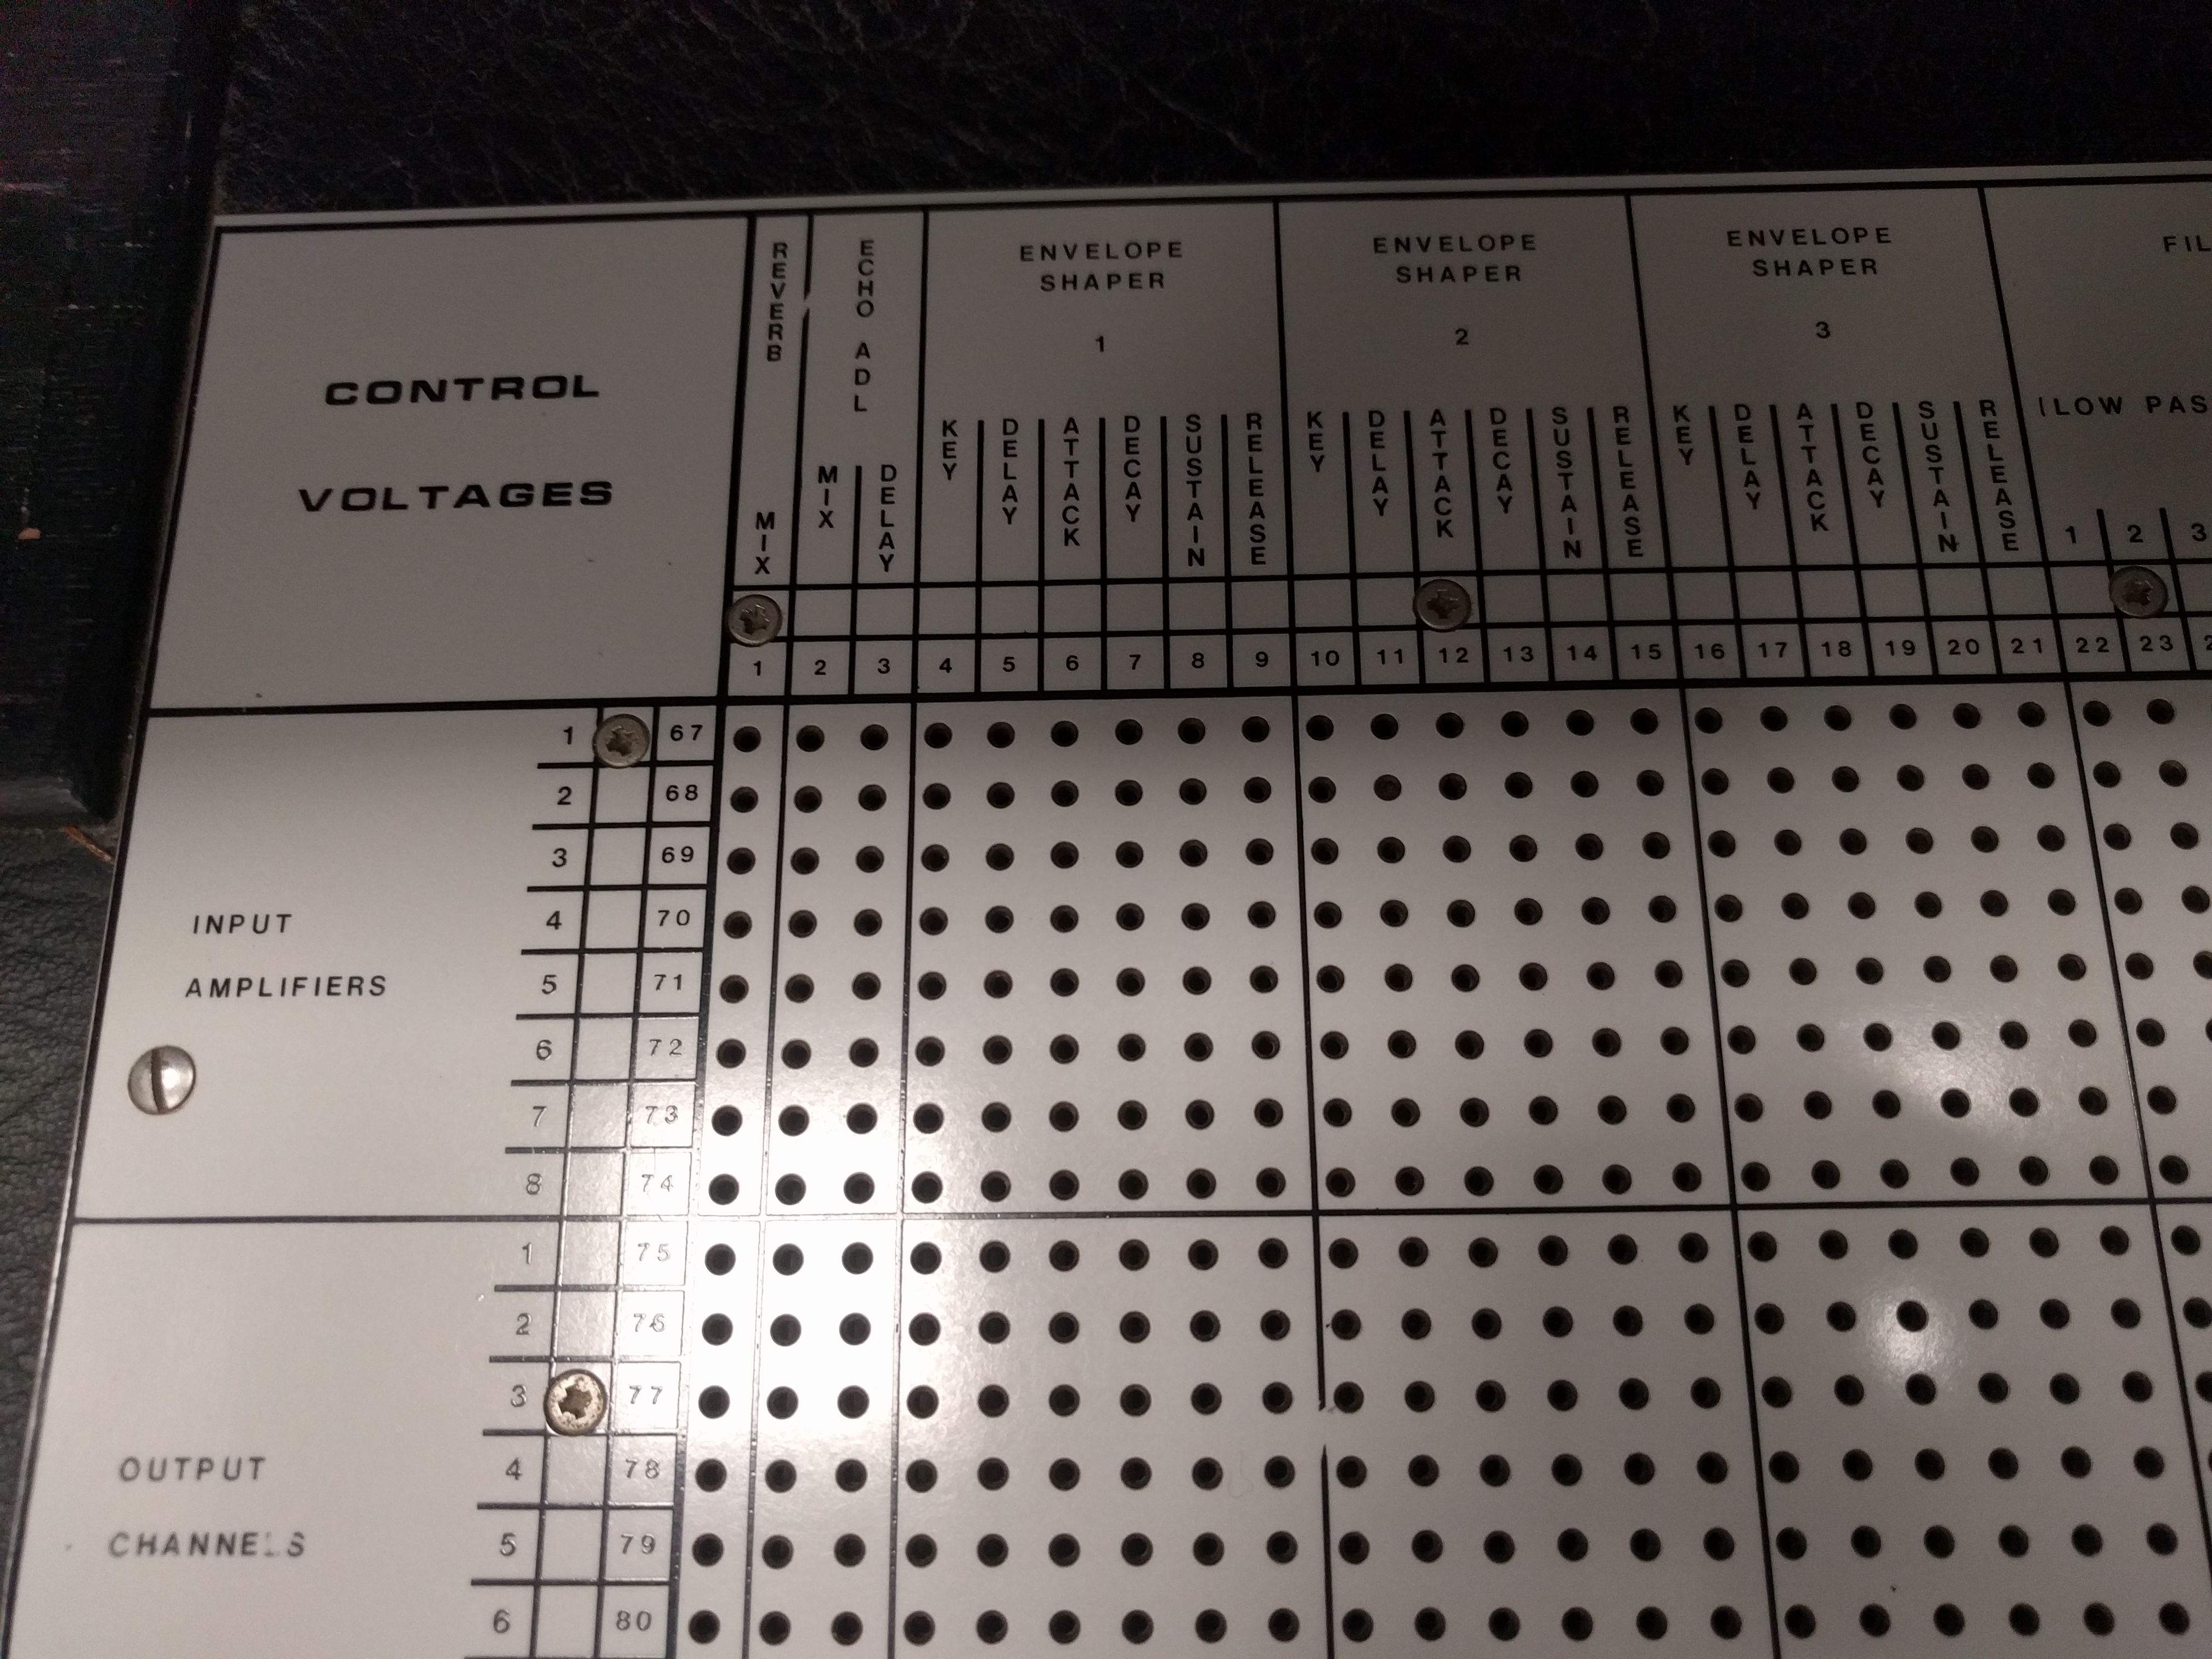 CONTROL
VOLTAGES
REVERB
MIX
ECHO ADL
MIX
DELAY
ENVELOPE
SHAPER
1
KEY
DELAY
ATTACK
DECAY
SUSTAIN
RELEASE
ENVELOPE
SHAPER
2
KEY
DELAY
ATTACK
DECAY
SUSTAIN
RELEASE
ENVELOPE
SHAPER
3
KEY
DELAY
ATTACK
DECAY
SUSTAIN
RELEASE
FIL
(LOW PAS
1 2 3
1 2 3 4 5 6 7 8 9 10 11 12 13 14 15 16 17 18 19 20 21 22 23 2
INPUT
AMPLIFIERS
1 67
2 68
3 69
4 70
5 71
6 72
7 73
8 74
OUTPUT
CHANNELS
1 75
2 76
3 77
4 78
5 79
6 80